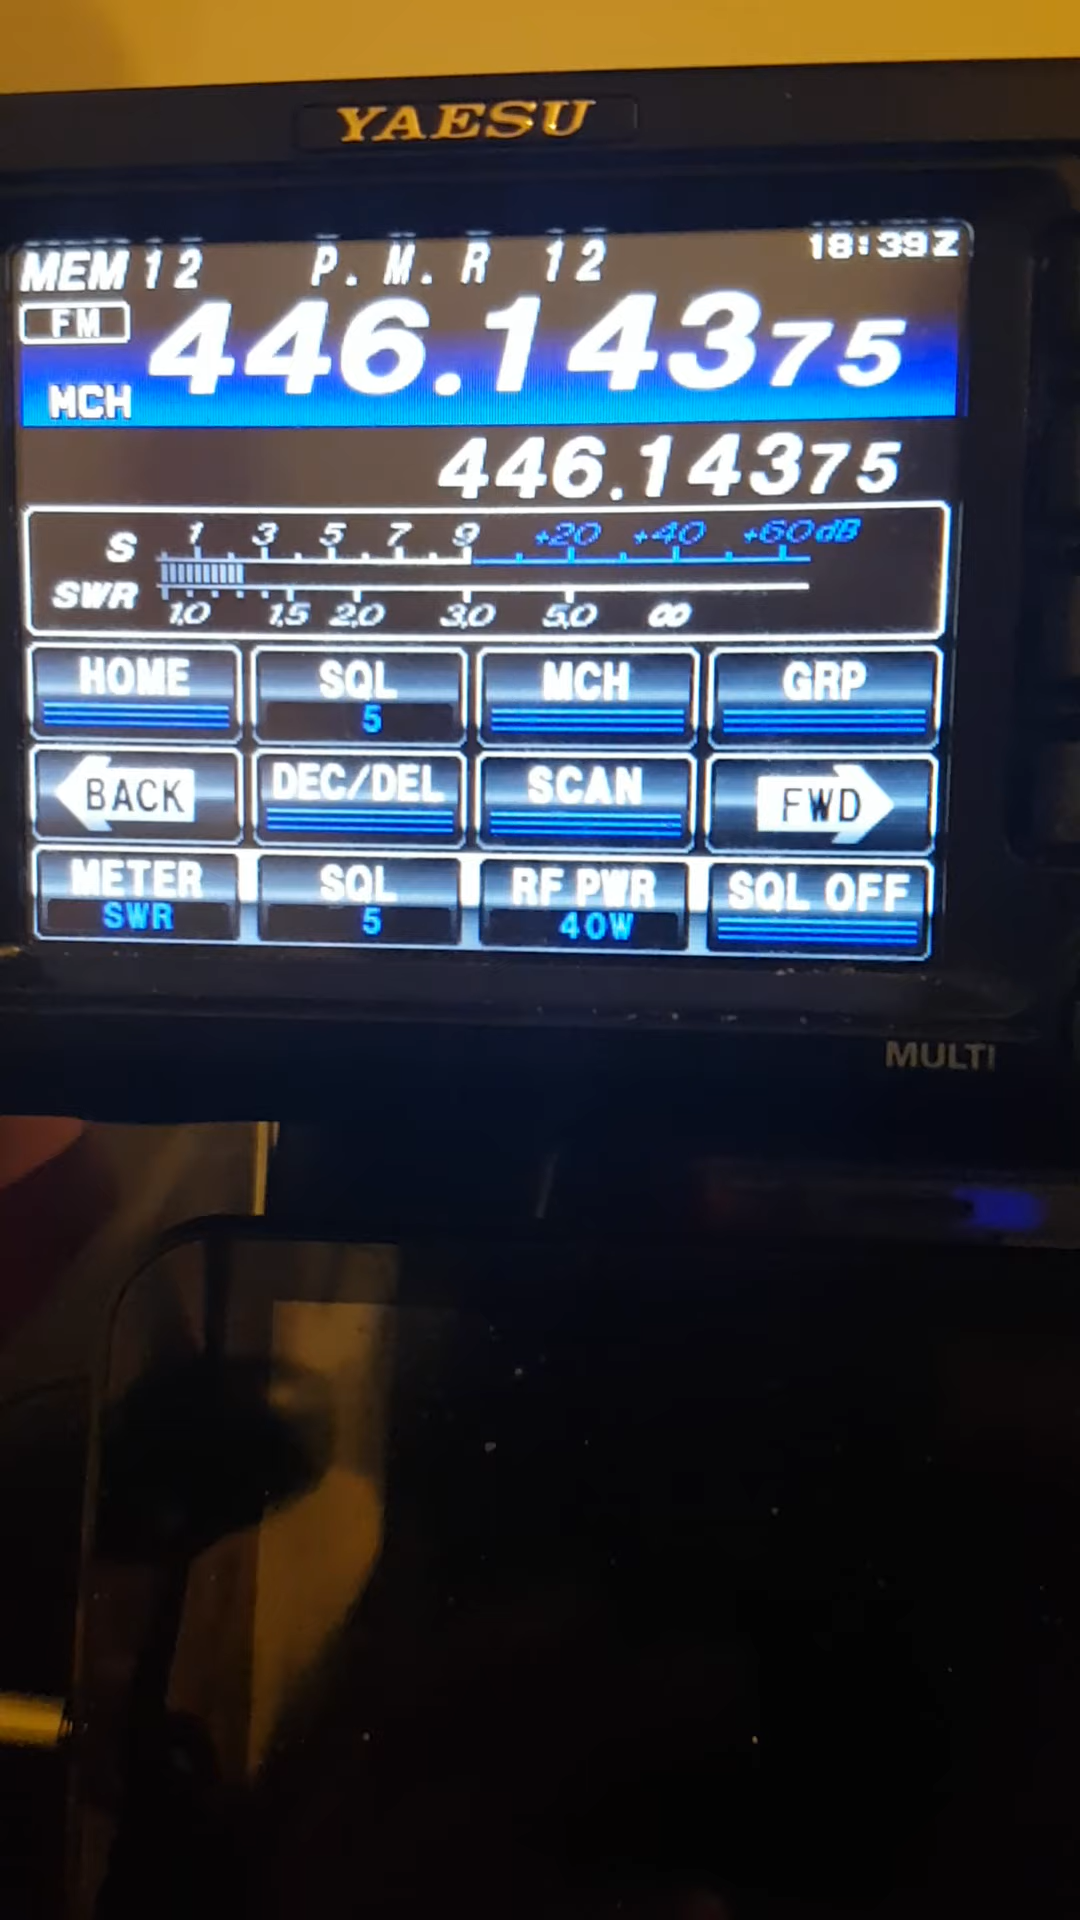 YAESU
MEM 12 P.M.R 12 18:39Z
FM 446.14375
MCH
446.14375
S 1 3 5 7 9 +20 +40 +60dB
SWR 1.0 1.5 2.0 3.0 5.0 ∞
HOME SQL MCH GRP
5
BACK DEC/DEL SCAN FWD
METER SQL RF PWR SQL OFF
SWR 5 40W
MULTI